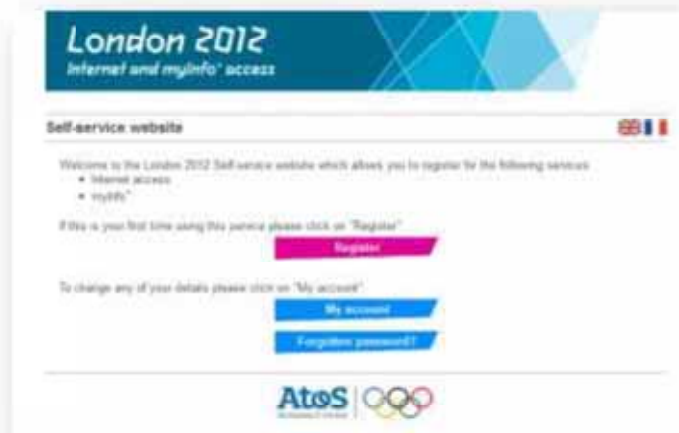 London 2012
Internet and myinfo+ access
Self-service website
Welcome to the London 2012 Self-service website which allows you to register for the following services
• Internet access
• myinfo+
If this is your first time using this service please click on "Register"
Register
To change any of your details please click on "My account"
My account
Forgotten password?
Atos